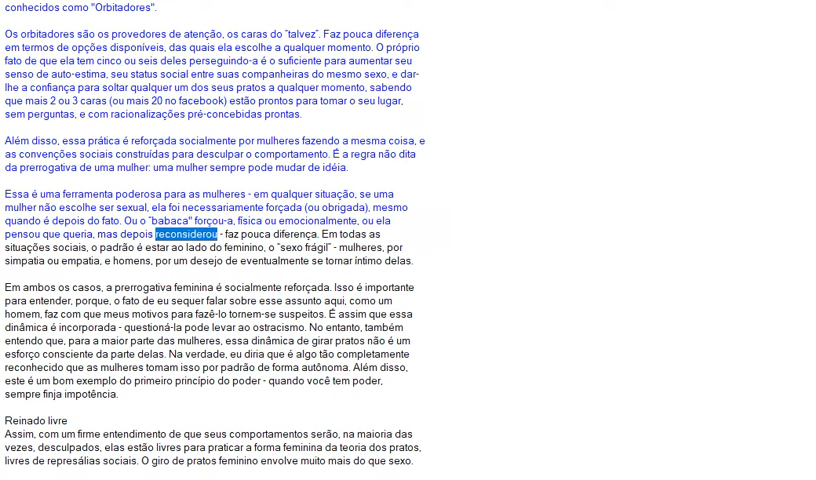 conhecidos como "Orbitadores".
Os orbitadores são os provedores de atenção, os caras do "talvez". Faz pouca diferença
em termos de opções disponíveis, das quais ela escolhe a qualquer momento. O próprio
fato de que ela tem cinco ou seis deles perseguindo-a é o suficiente para aumentar seu
senso de auto-estima, seu status social entre suas companheiras do mesmo sexo, e dar-
lhe a confiança para soltar qualquer um dos seus pratos a qualquer momento, sabendo
que mais 2 ou 3 caras (ou mais 20 no facebook) estão prontos para tomar o seu lugar,
sem perguntas, e com racionalizações pré-concebidas prontas.
Além disso, essa prática é reforçada socialmente por mulheres fazendo a mesma coisa, e
as convenções sociais construídas para desculpar o comportamento. É a regra não dita
da prerrogativa de uma mulher: uma mulher sempre pode mudar de idéia.
Essa é uma ferramenta poderosa para as mulheres - em qualquer situação, se uma
mulher não escolhe ser sexual, ela foi necessariamente forçada (ou obrigada), mesmo
quando é depois do fato. Ou o "babaca" forçou-a, física ou emocionalmente, ou ela
pensou que queria, mas depois reconsiderou - faz pouca diferença. Em todas as
situações sociais, o padrão é estar ao lado do feminino, o "sexo frágil" - mulheres, por
simpatia ou empatia, e homens, por um desejo de eventualmente se tornar íntimo delas.
Em ambos os casos, a prerrogativa feminina é socialmente reforçada. Isso é importante
para entender, porque, o fato de eu sequer falar sobre esse assunto aqui, como um
homem, faz com que meus motivos para fazê-lo tornem-se suspeitos. É assim que essa
dinâmica é incorporada - questioná-la pode levar ao ostracismo. No entanto, também
entendo que, para a maior parte das mulheres, essa dinâmica de girar pratos não é um
esforço consciente da parte delas. Na verdade, eu diria que é algo tão completamente
reconhecido que as mulheres tomam isso por padrão de forma autônoma. Além disso,
este é um bom exemplo do primeiro princípio do poder - quando você tem poder,
sempre finja impotência.
Reinado livre
Assim, com um firme entendimento de que seus comportamentos serão, na maioria das
vezes, desculpados, elas estão livres para praticar a forma feminina da teoria dos pratos,
livres de represálias sociais. O giro de pratos feminino envolve muito mais do que sexo.